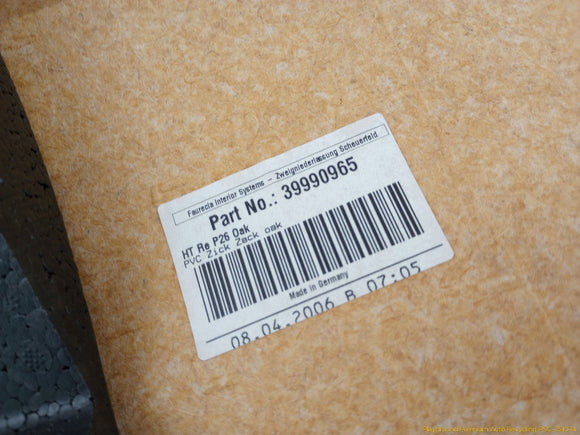 Faurecia Interior Systems – Zweigniederlassung Scheuerfeld
Part No.: 39990965
HT Re P26 Oak
PVC Zick Zack oak
Made in Germany
08.04.2006 B 07:05